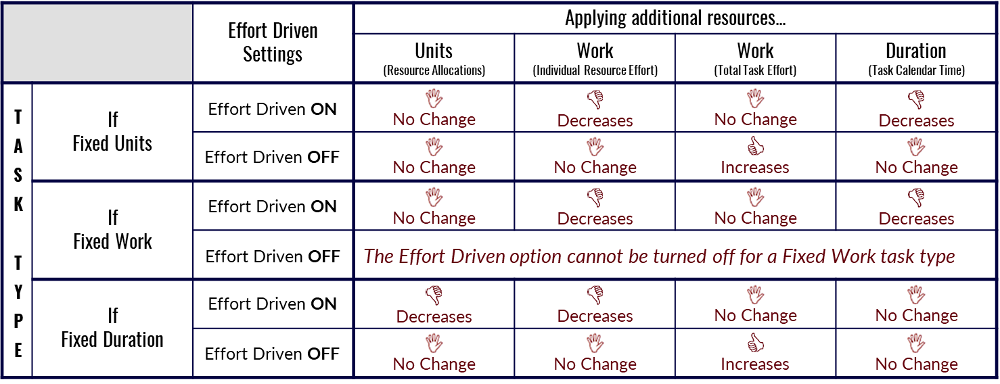 Effort Driven
Settings
Applying additional resources...
Units
(Resource Allocations)
Work
(Individual Resource Effort)
Work
(Total Task Effort)
Duration
(Task Calendar Time)
TASK TYPE
If
Fixed Units
Effort Driven ON
No Change
Decreases
No Change
Decreases
Effort Driven OFF
No Change
No Change
Increases
No Change
If
Fixed Work
Effort Driven ON
No Change
Decreases
No Change
Decreases
Effort Driven OFF
The Effort Driven option cannot be turned off for a Fixed Work task type
If
Fixed Duration
Effort Driven ON
Decreases
Decreases
No Change
No Change
Effort Driven OFF
No Change
No Change
Increases
No Change